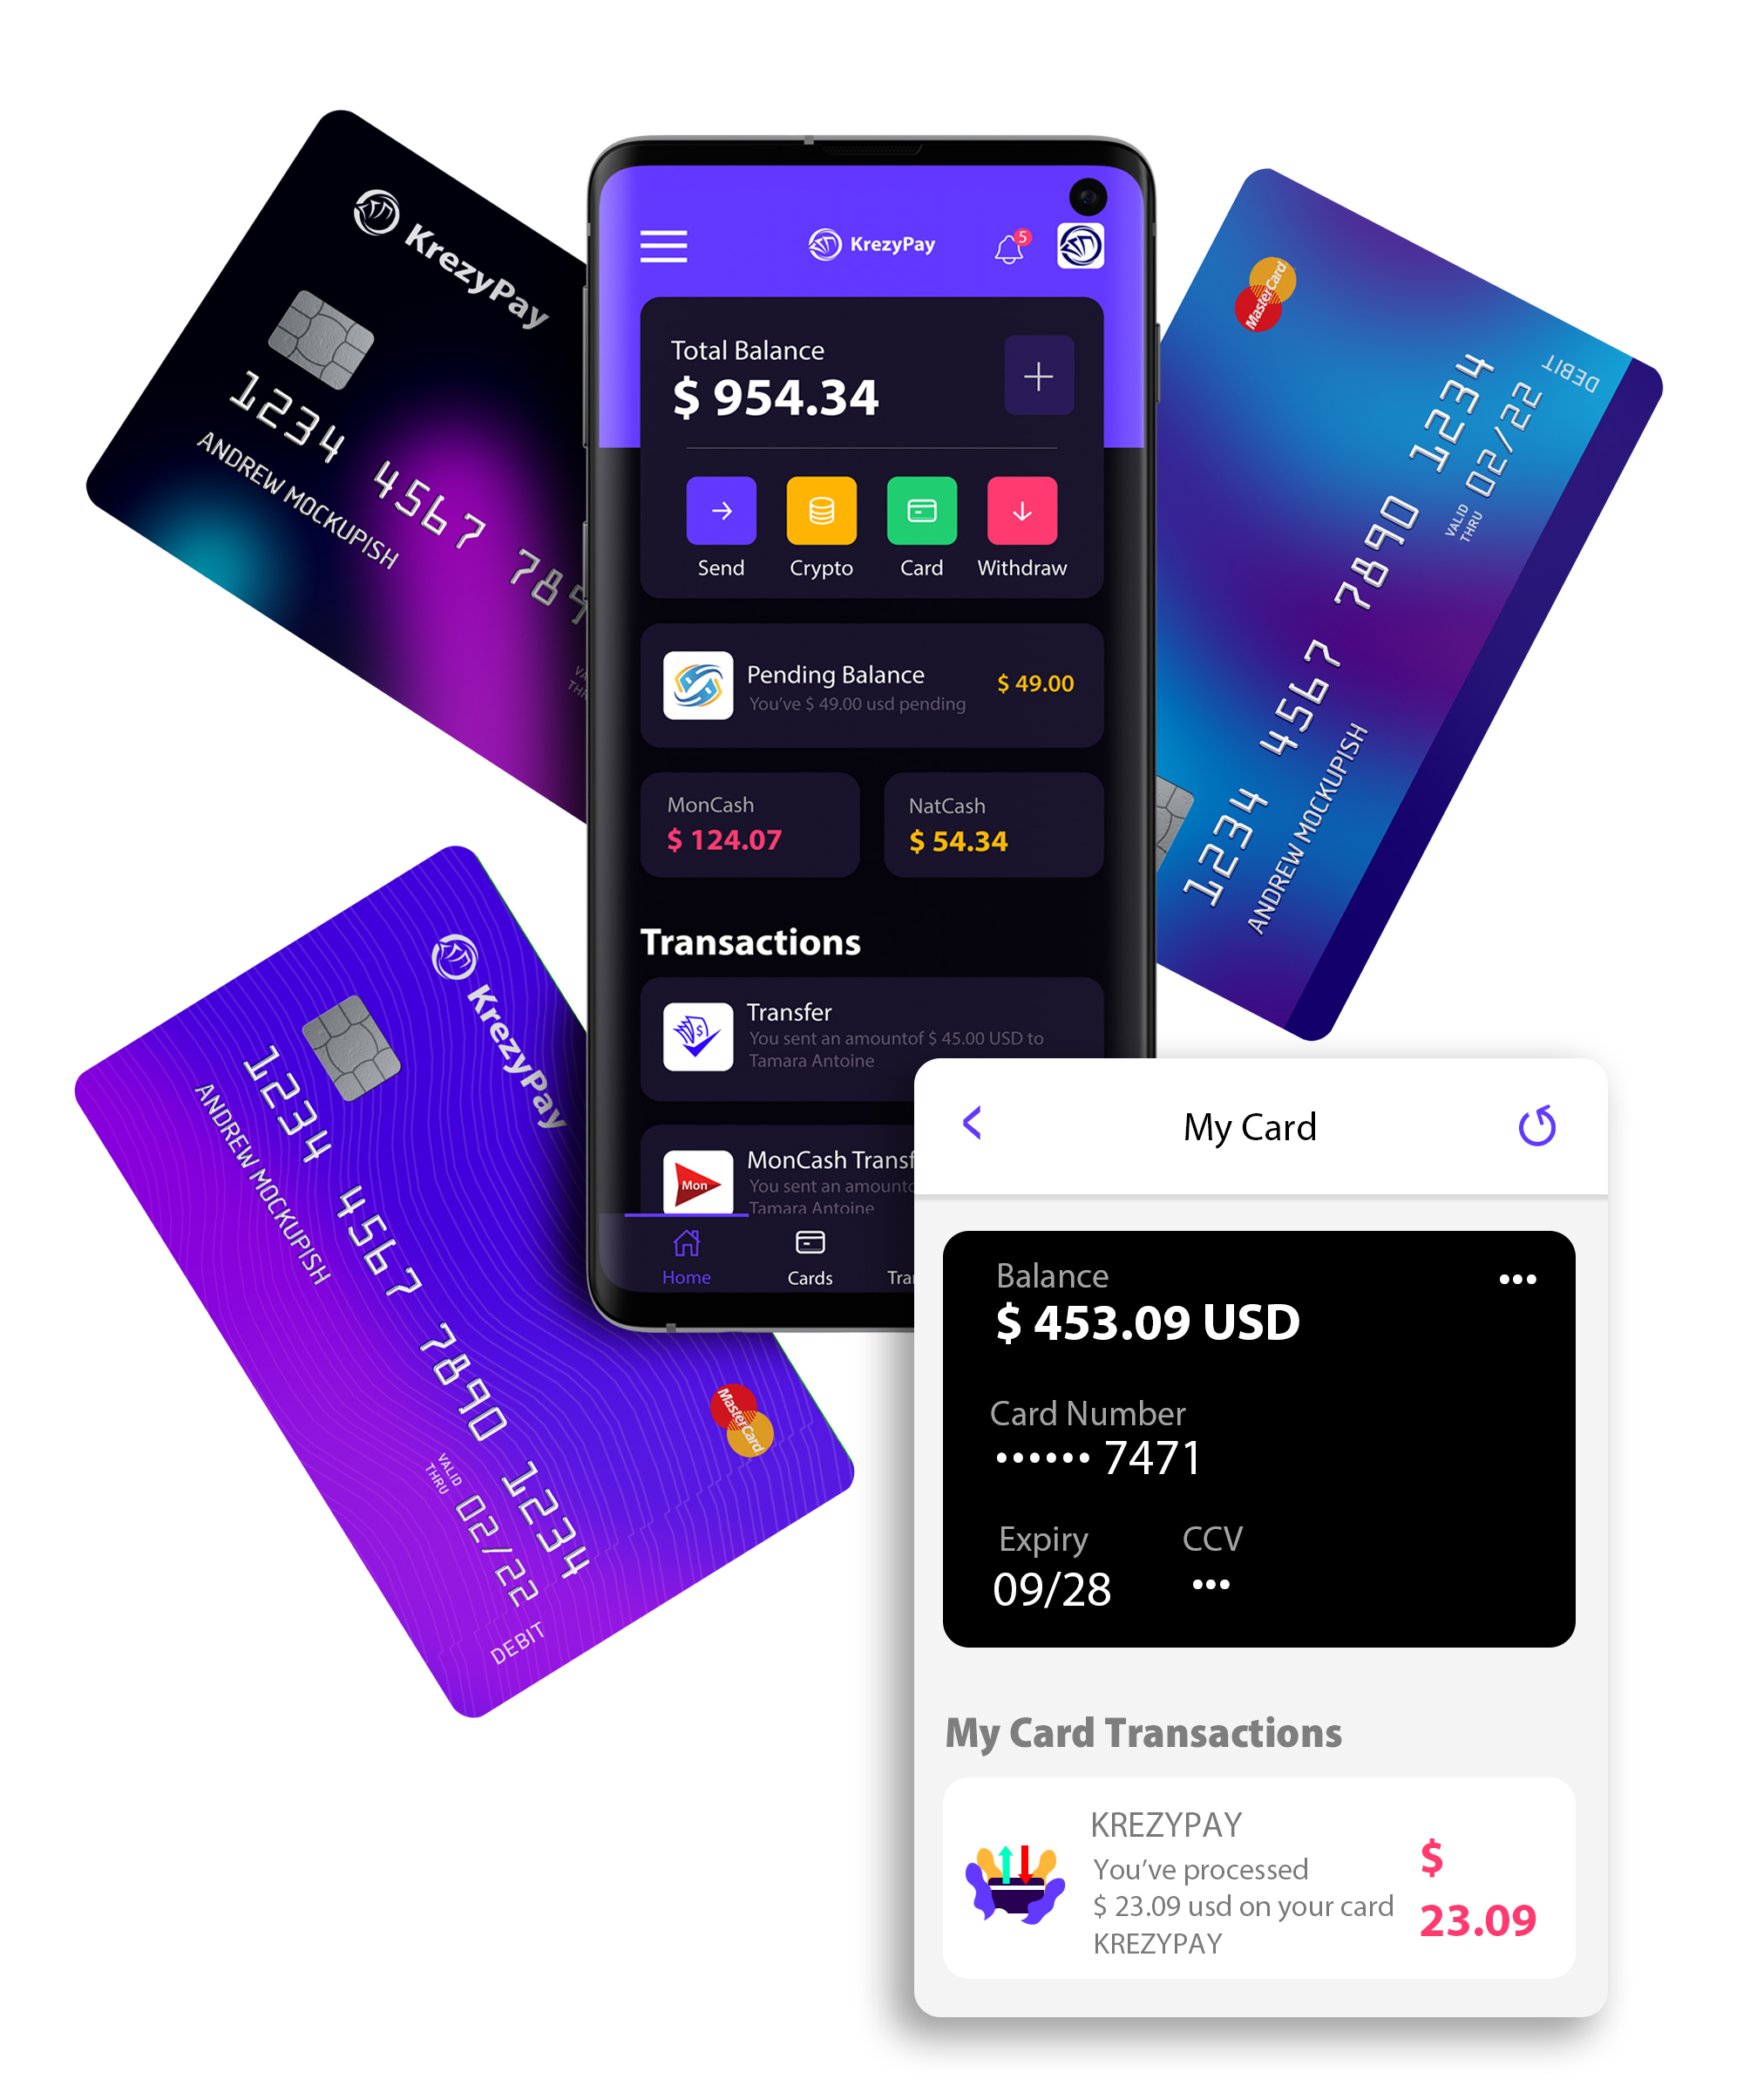 KrezyPay
1234 4567 789
ANDREW MOCKUPISH
KrezyPay
5
Total Balance
$ 954.34
Send
Crypto
Card
Withdraw
Pending Balance
You've $ 49.00 usd pending
$ 49.00
MonCash
$ 124.07
NatCash
$ 54.34
Transactions
Transfer
You sent an amountof $ 45.00 USD to
Tamara Antoine
Mon
MonCash Transf
You sent an amounto
Tamara Antoine
Home
Cards
Tra
MasterCard
DEBIT
1234 4567 7890 1234
VALID
THRU
02/22
ANDREW MOCKUPISH
KrezyPay
1234 4567 7890 1234
ANDREW MOCKUPISH
VALID
THRU
02/22
DEBIT
MasterCard
My Card
Balance
$ 453.09 USD
Card Number
•••••• 7471
Expiry
09/28
CCV
•••
My Card Transactions
KREZYPAY
You've processed
$ 23.09 usd on your card
KREZYPAY
$
23.09